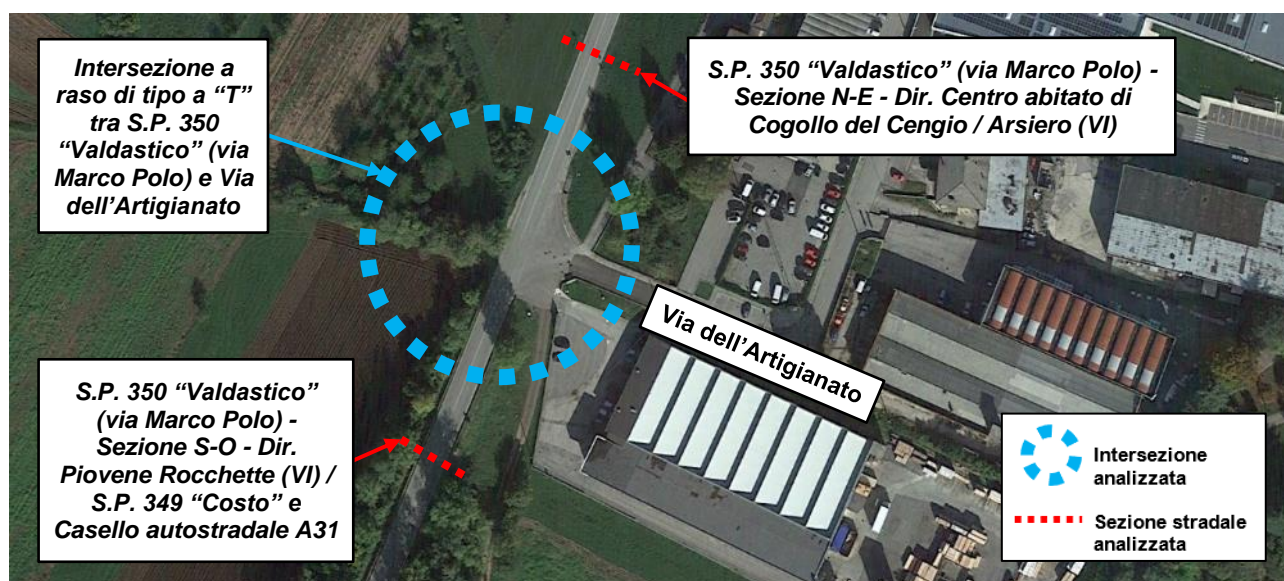 Intersezione a
raso di tipo a “T”
tra S.P. 350
“Valdastico” (via
Marco Polo) e Via
dell’Artigianato
S.P. 350 “Valdastico” (via Marco Polo) -
Sezione N-E - Dir. Centro abitato di
Cogollo del Cengio / Arsiero (VI)
Via dell’Artigianato
S.P. 350 “Valdastico”
(via Marco Polo) -
Sezione S-O - Dir.
Piovene Rocchette (VI) /
S.P. 349 “Costo” e
Casello autostradale A31
Intersezione
analizzata
Sezione stradale
analizzata